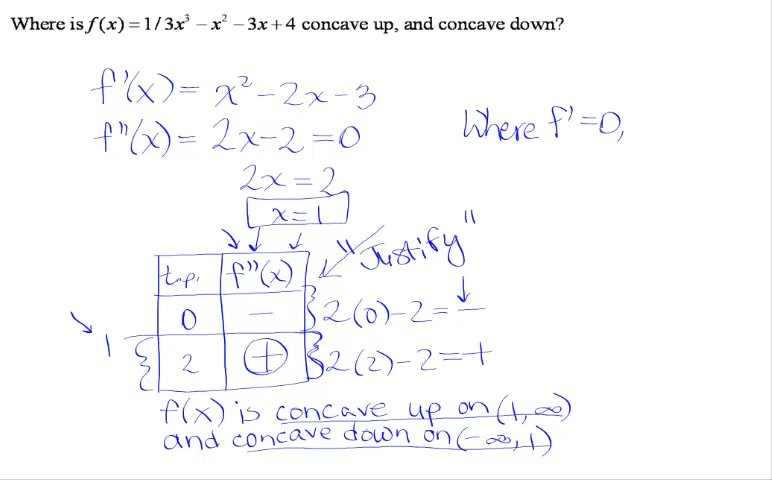 Where is f(x) = 1/3x³ − x² − 3x + 4 concave up, and concave down?
f'(x) = x² − 2x − 3
f''(x) = 2x − 2 = 0
Where f' = 0,
2x = 2
x = 1
"Justify"
t.p. f''(x)
0 − 2(0) − 2 = −
1
2 + 2(2) − 2 = +
f(x) is concave up on (1, ∞)
and concave down on (−∞, 1)